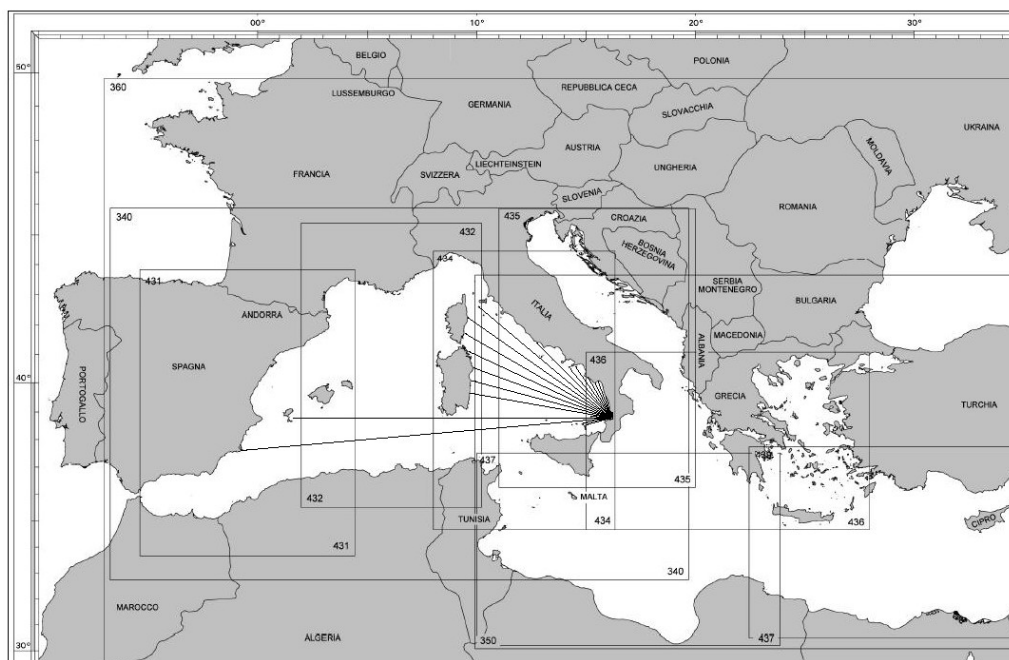 00° 10° 20° 30°
BELGIO
POLONIA
50°
360
LUSSEMBURGO
REPUBBLICA CECA
GERMANIA
SLOVACCHIA
UKRAINA
AUSTRIA
MOLDAVIA
LIECHTENSTEIN
FRANCIA
SVIZZERA
UNGHERIA
SLOVENIA
ROMANIA
340
435
CROAZIA
432
BOSNIA
HERZEGOVINA
434
431
SERBIA
MONTENEGRO
ANDORRA
ITALIA
BULGARIA
MACEDONIA
ALBANIA
436
SPAGNA
PORTOGALLO
40°
GRECIA
TURCHIA
437
435
432
MALTA
TUNISIA
434
436
CIPRO
431
340
MAROCCO
ALGERIA
350
437
30°